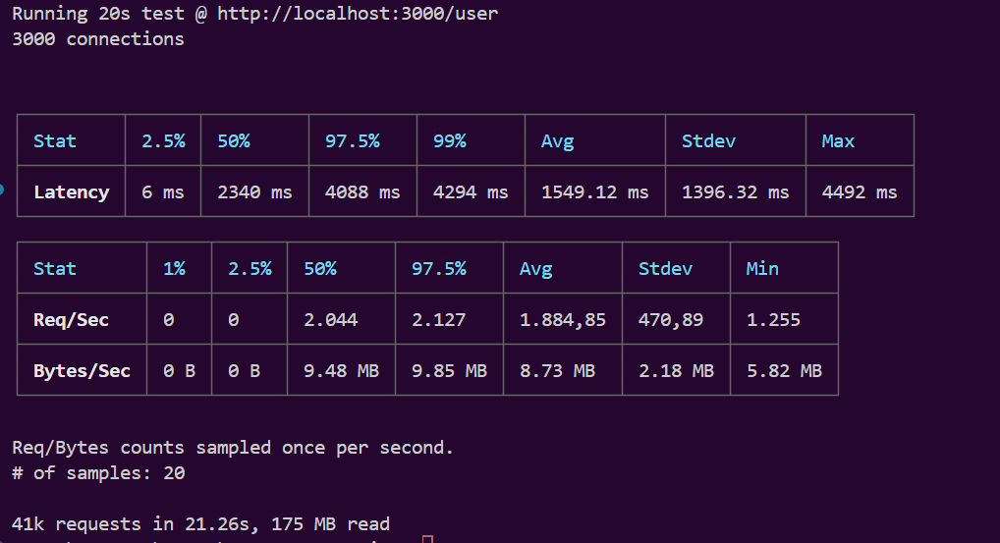 Running 20s test @ http://localhost:3000/user
3000 connections
Stat 2.5% 50% 97.5% 99% Avg Stdev Max
Latency 6 ms 2340 ms 4088 ms 4294 ms 1549.12 ms 1396.32 ms 4492 ms
Stat 1% 2.5% 50% 97.5% Avg Stdev Min
Req/Sec 0 0 2.044 2.127 1.884,85 470,89 1.255
Bytes/Sec 0 B 0 B 9.48 MB 9.85 MB 8.73 MB 2.18 MB 5.82 MB
Req/Bytes counts sampled once per second.
# of samples: 20
41k requests in 21.26s, 175 MB read